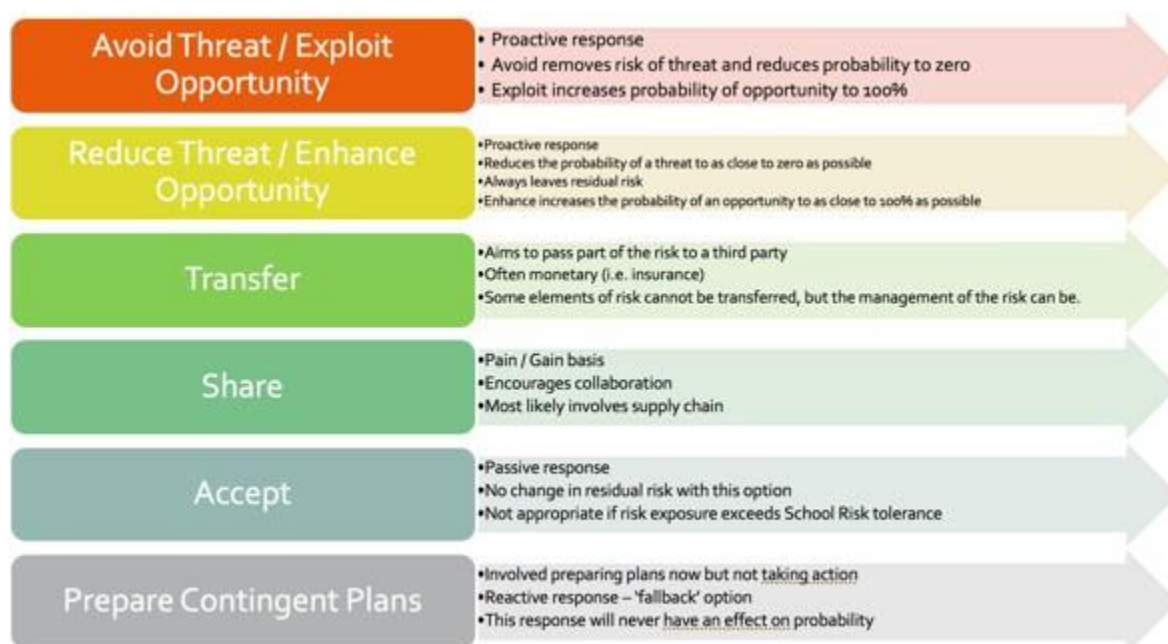 Avoid Threat / Exploit
Opportunity
• Proactive response
• Avoid removes risk of threat and reduces probability to zero
• Exploit increases probability of opportunity to 100%
Reduce Threat / Enhance
Opportunity
•Proactive response
•Reduces the probability of a threat to as close to zero as possible
•Always leaves residual risk
•Enhance increases the probability of an opportunity to as close to 100% as possible
Transfer
•Aims to pass part of the risk to a third party
•Often monetary (i.e. insurance)
•Some elements of risk cannot be transferred, but the management of the risk can be.
Share
•Pain / Gain basis
•Encourages collaboration
•Most likely involves supply chain
Accept
•Passive response
•No change in residual risk with this option
•Not appropriate if risk exposure exceeds School Risk tolerance
Prepare Contingent Plans
•Involved preparing plans now but not taking action
•Reactive response – 'fallback' option
•This response will never have an effect on probability